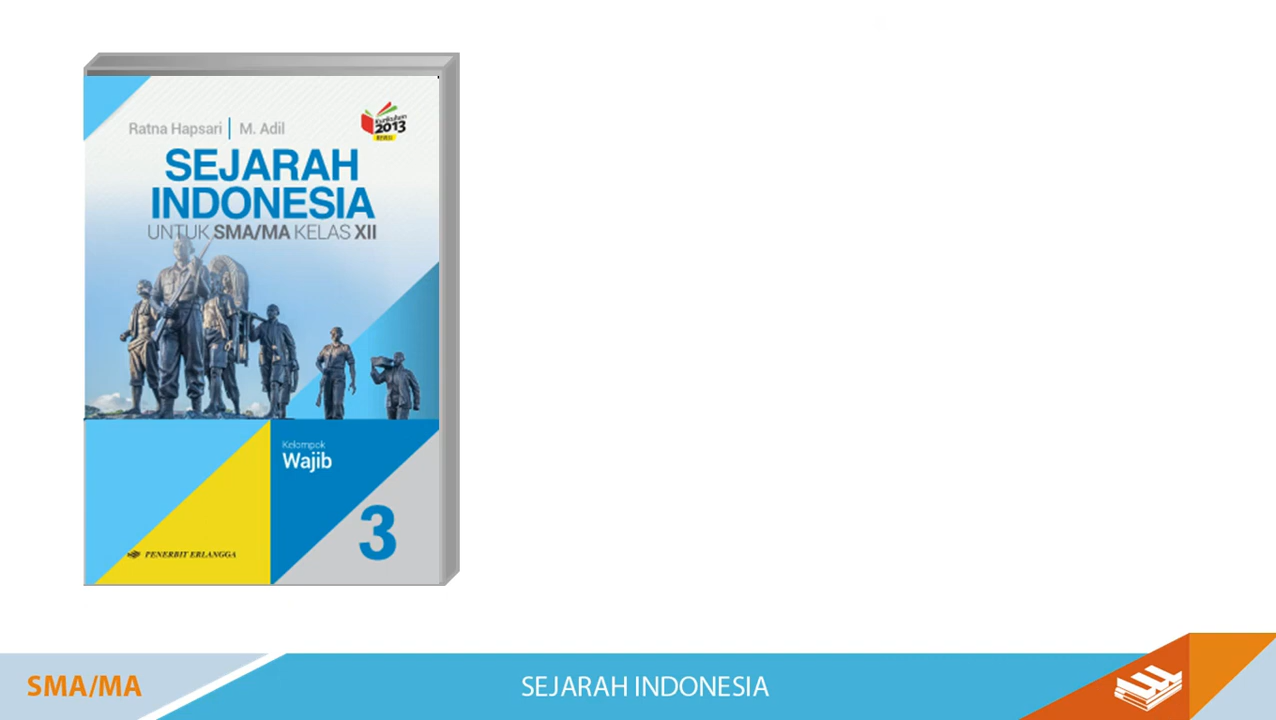 Ratna Hapsari M. Adil
Kurikulum
2013
REVISI
SEJARAH
INDONESIA
UNTUK SMA/MA KELAS XII
Kelompok
Wajib
3
PENERBIT ERLANGGA
SMA/MA
SEJARAH INDONESIA